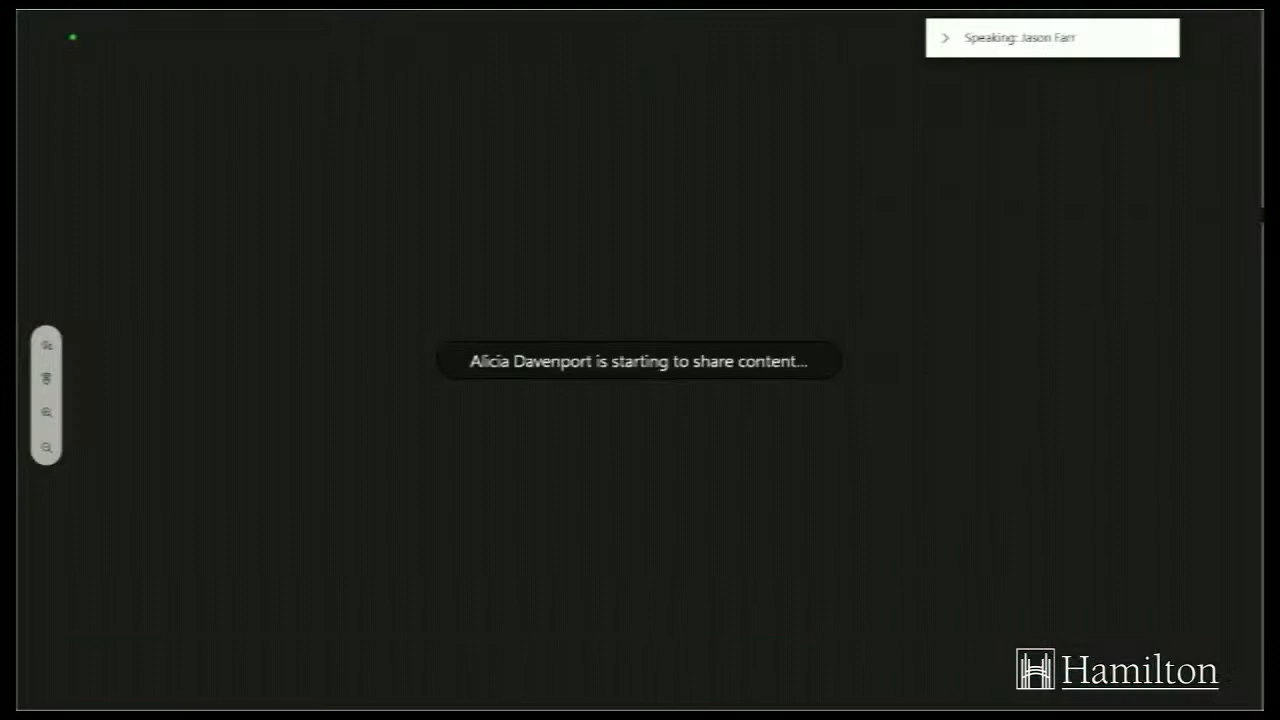 Speaking: Jason Farr
Alicia Davenport is starting to share content...
Hamilton